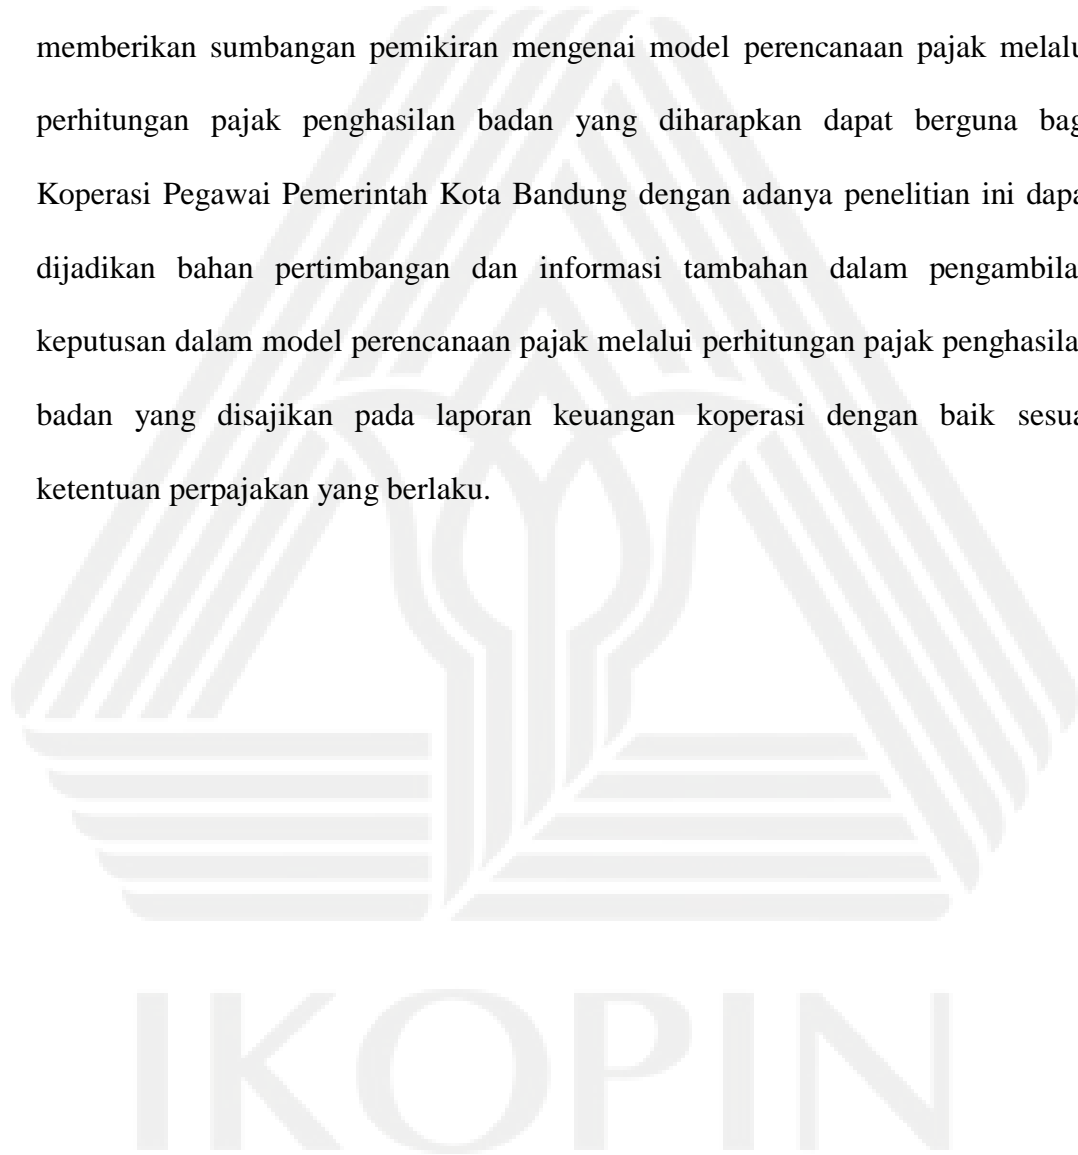 memberikan sumbangan pemikiran mengenai model perencanaan pajak melalu
perhitungan pajak penghasilan badan yang diharapkan dapat berguna bag
Koperasi Pegawai Pemerintah Kota Bandung dengan adanya penelitian ini dapa
dijadikan bahan pertimbangan dan informasi tambahan dalam pengambila
keputusan dalam model perencanaan pajak melalui perhitungan pajak penghasila
badan yang disajikan pada laporan keuangan koperasi dengan baik sesua
ketentuan perpajakan yang berlaku.
IKOPIN